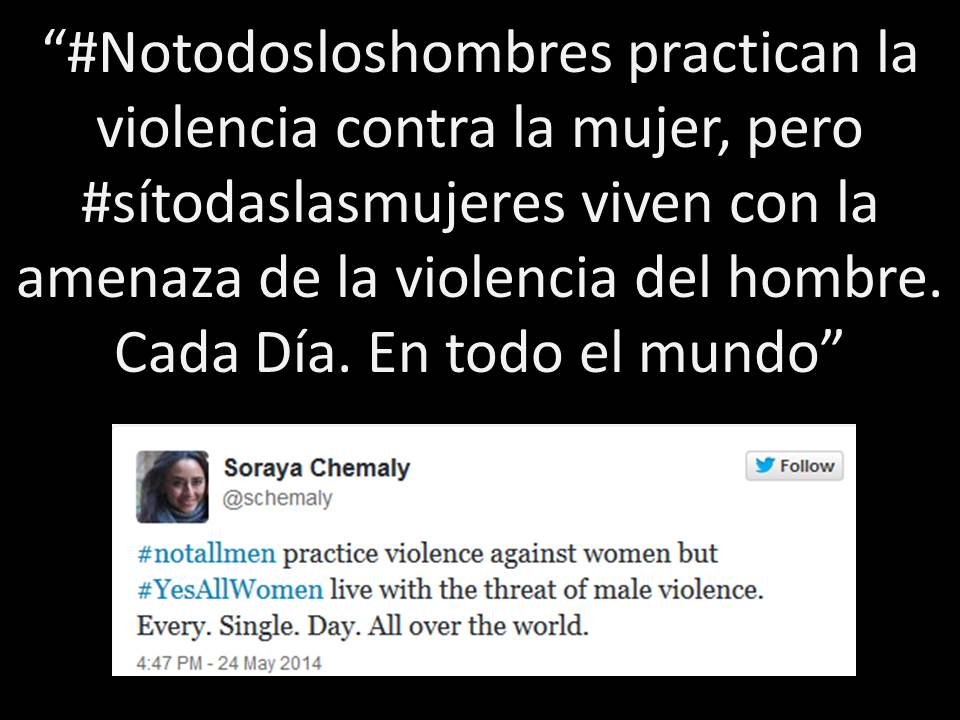 “#Notodosloshombres practican la
violencia contra la mujer, pero
#sítodaslasmujeres viven con la
amenaza de la violencia del hombre.
Cada Día. En todo el mundo”
Soraya Chemaly
Follow
@schemaly
#notallmen practice violence against women but
#YesAllWomen live with the threat of male violence.
Every. Single. Day. All over the world.
4:47 PM - 24 May 2014